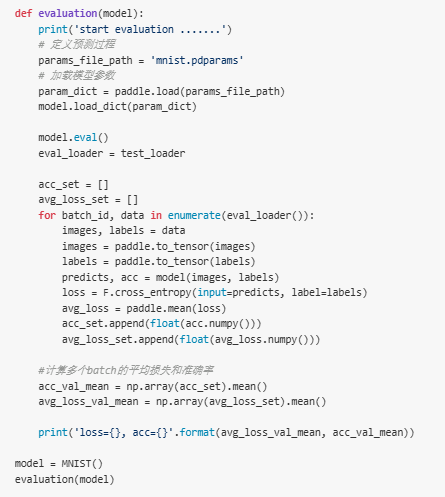 def evaluation(model):
    print('start evaluation .......')
    # 定义预测过程
    params_file_path = 'mnist.pdparams'
    # 加载模型参数
    param_dict = paddle.load(params_file_path)
    model.load_dict(param_dict)

    model.eval()
    eval_loader = test_loader

    acc_set = []
    avg_loss_set = []
    for batch_id, data in enumerate(eval_loader()):
        images, labels = data
        images = paddle.to_tensor(images)
        labels = paddle.to_tensor(labels)
        predicts, acc = model(images, labels)
        loss = F.cross_entropy(input=predicts, label=labels)
        avg_loss = paddle.mean(loss)
        acc_set.append(float(acc.numpy()))
        avg_loss_set.append(float(avg_loss.numpy()))

    #计算多个batch的平均损失和准确率
    acc_val_mean = np.array(acc_set).mean()
    avg_loss_val_mean = np.array(avg_loss_set).mean()

    print('loss={}, acc={}'.format(avg_loss_val_mean, acc_val_mean))

model = MNIST()
evaluation(model)